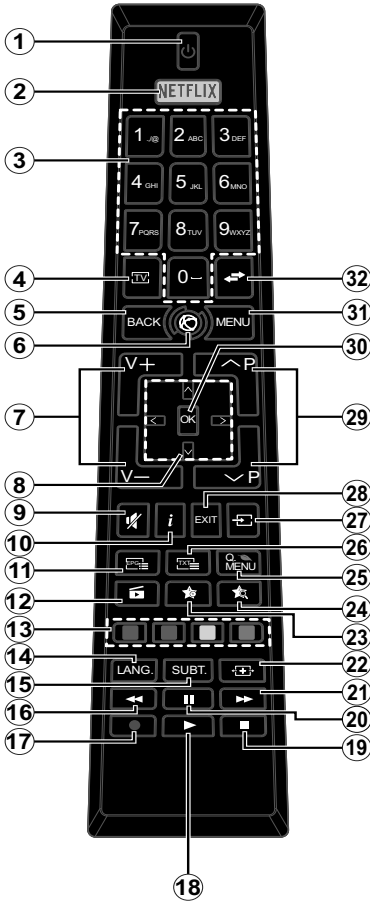 1
2 NETFLIX
1 ./@ 2 ABC 3 DEF
3
4 GHI 5 JKL 6 MNO
7 PQRS 8 TUV 9 WXYZ
4 TV 0 32
5 BACK MENU 31
6 30
V+ P
7 OK 29
8
V- P
9 i EXIT 28
10 27
11 EPG TXT Q. MENU 26
25
12 24
13 23
14 LANG. SUBT. 22
15
16 21
17 20
19
18